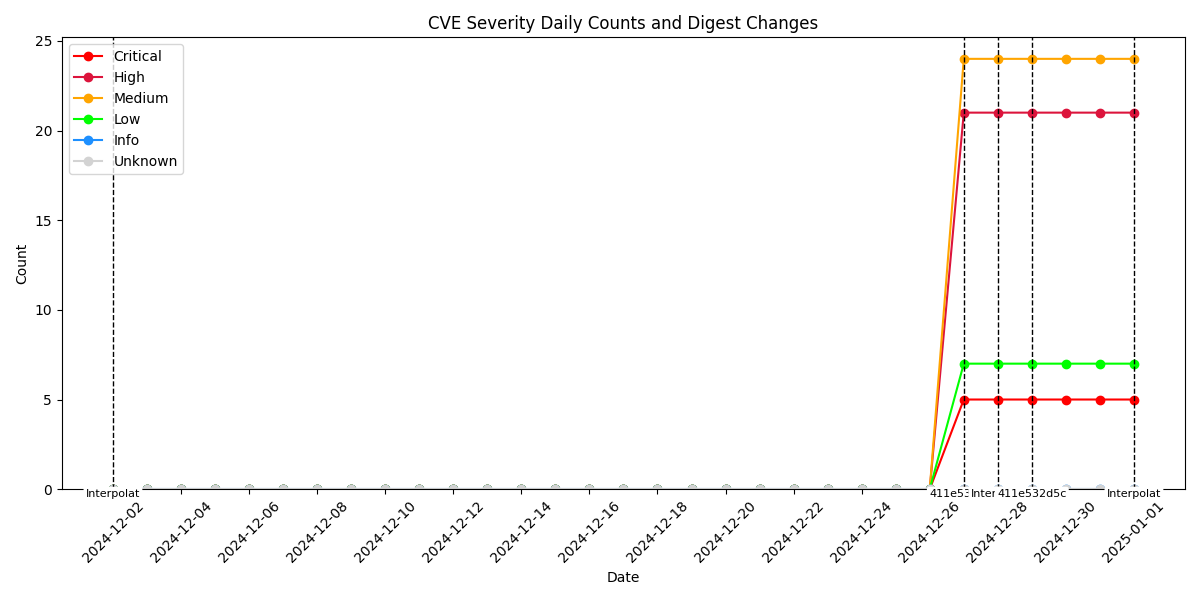 CVE Severity Daily Counts and Digest Changes
Critical
High
Medium
Low
Info
Unknown
Count
25
20
15
10
5
0
Interpolat
411e53
Inter
411e532d5c
Interpolat
2024-12-02
2024-12-04
2024-12-06
2024-12-08
2024-12-10
2024-12-12
2024-12-14
2024-12-16
2024-12-18
2024-12-20
2024-12-22
2024-12-24
2024-12-26
2024-12-28
2024-12-30
2025-01-01
Date